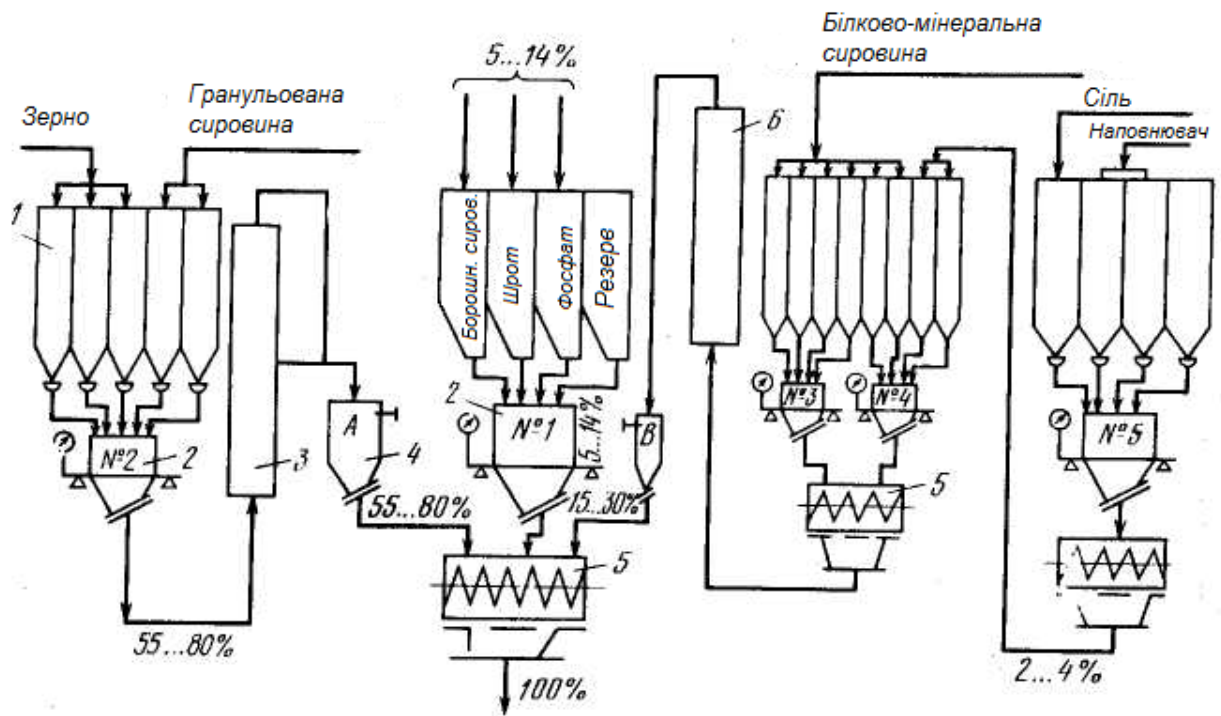 Білково-мінеральна
сировина
5...14%
Зерно
Гранульована
сировина
Сіль
Наповнювач
1
6
Борошн. сиров.
Шрот
Фосфат
Резерв
№2
2
3
А
4
2
№1
5...14%
В
№3
№4
№5
55...80%
15...30%
5
5
55...80%
100%
2...4%